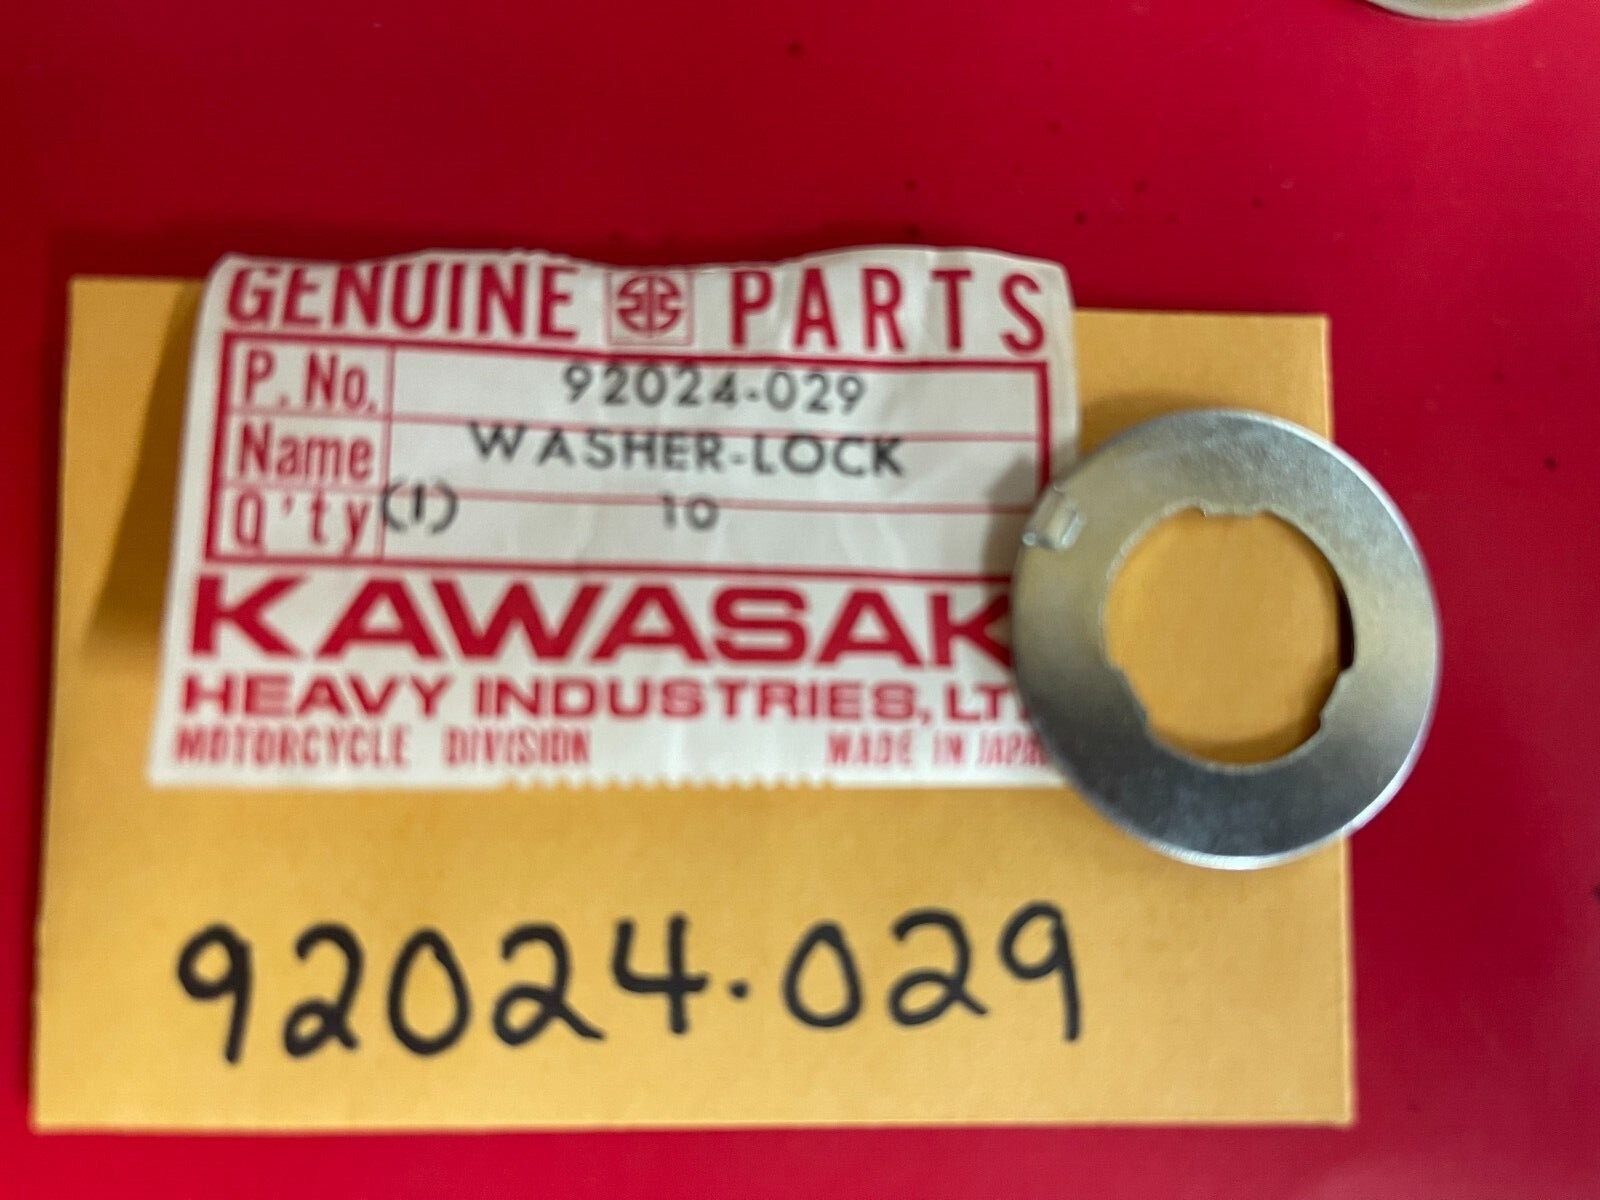 GENUINE PARTS
P.No. 92024-029
Name WASHER-LOCK
Q'ty (1) 10
KAWASAK
HEAVY INDUSTRIES, LT
MOTORCYCLE DIVISION MADE IN JAPA
92024.029